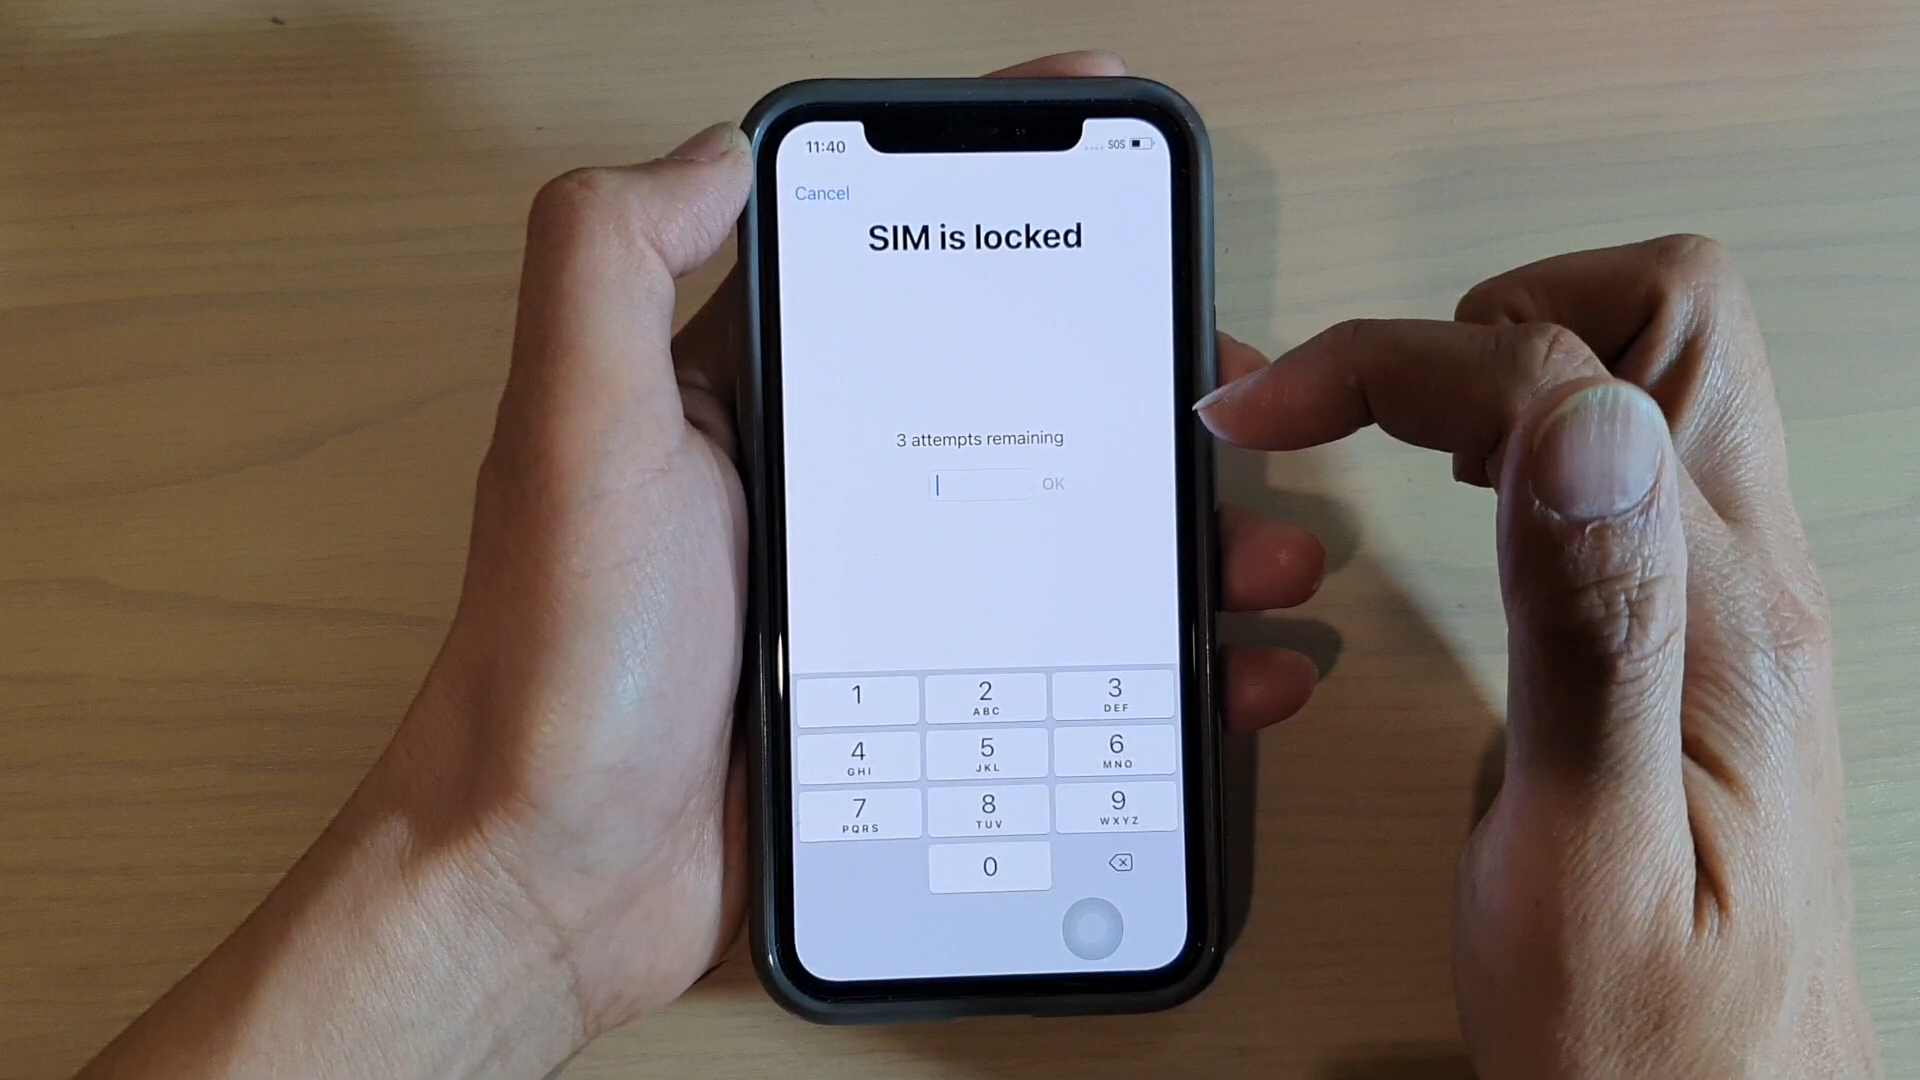 11:40
SOS
Cancel
SIM is locked
3 attempts remaining
OK
1
2
ABC
3
DEF
4
GHI
5
JKL
6
MNO
7
PQRS
8
TUV
9
WXYZ
0